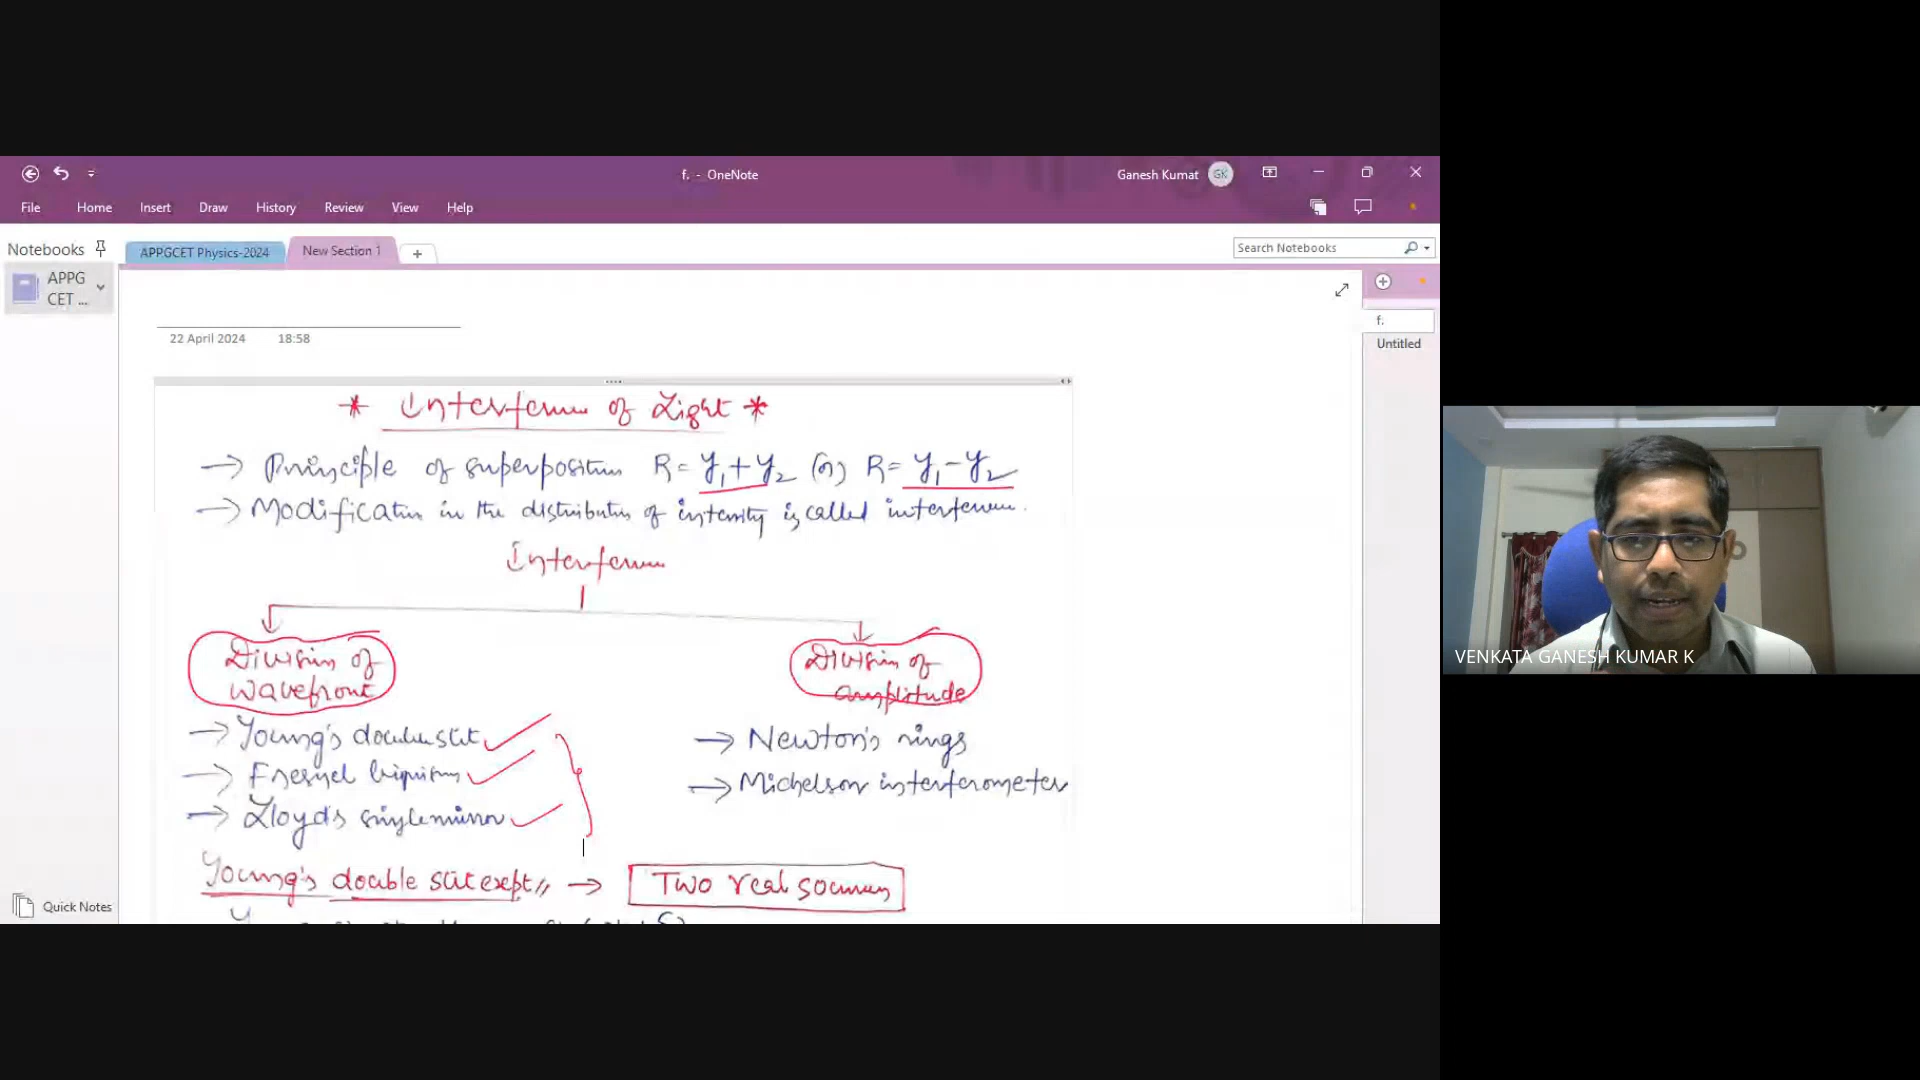 f. - OneNote
Ganesh Kumat GK
File Home Insert Draw History Review View Help
Notebooks
APPGCET Physics-2024 New Section 1 +
Search Notebooks
APPG
CET ...
f.
Untitled
22 April 2024 18:58
* Interference of Light *
→ Principle of superposition R = y₁ + y₂ (or) R = y₁ - y₂
→ Modification in the distribution of intensity is called interference.
Interference
Division of
wavefront
Division of
amplitude
→ Young's double slit
→ Fresnel biprism
→ Lloyd's single mirror
→ Newton's rings
→ Michelson interferometer
Young's double slit expt → Two real sources
Quick Notes
VENKATA GANESH KUMAR K